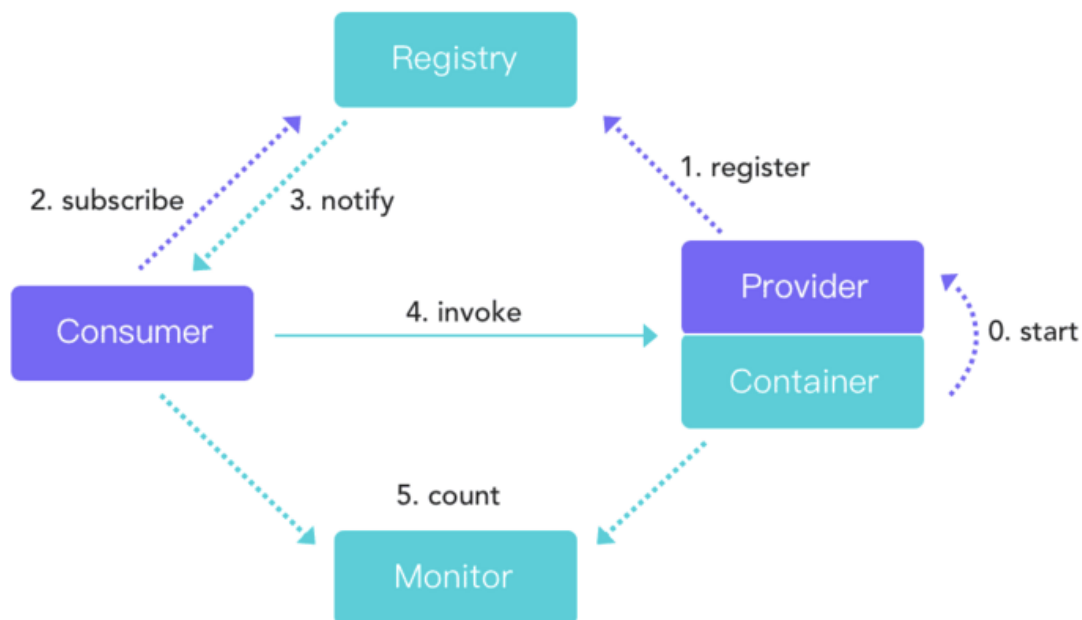 Registry
1. register
2. subscribe
3. notify
Provider
Consumer
4. invoke
0. start
Container
5. count
Monitor